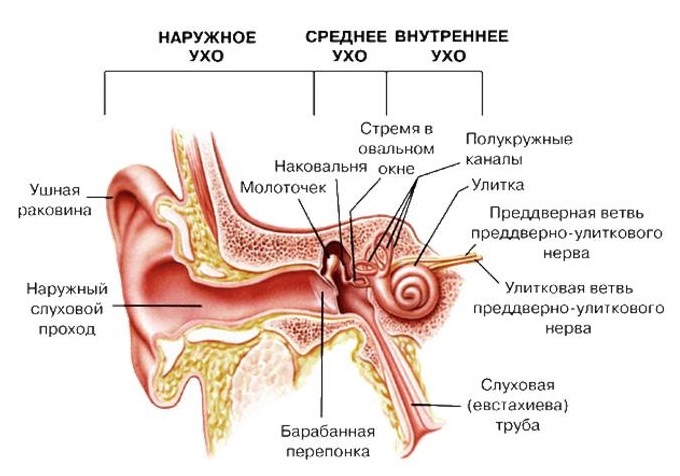 НАРУЖНОЕ
УХО
СРЕДНЕЕ
УХО
ВНУТРЕННЕЕ
УХО
Стремя в
овальном
окне
Полукружные
каналы
Наковальня
Молоточек
Улитка
Ушная
раковина
Преддверная ветвь
преддверно-улиткового
нерва
Наружный
слуховой
проход
Улитковая ветвь
преддверно-улиткового
нерва
Слуховая
(евстахиева)
труба
Барабанная
перепонка